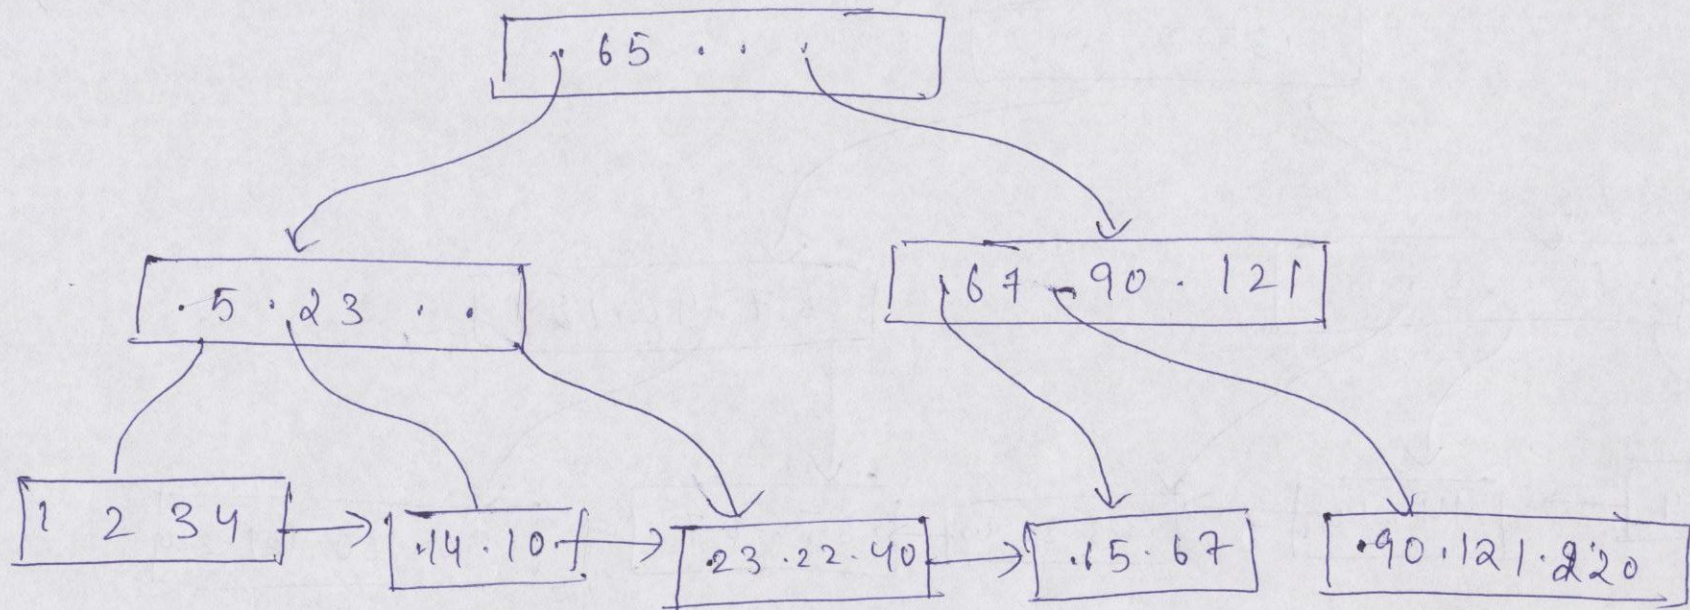 . 65 . . .
. 5 . 23 . .
. 67 . 90 . 121
1 2 3 4
.14 . 10 .
.23 .22 . 40
.65 . 67
.90 .121 .220